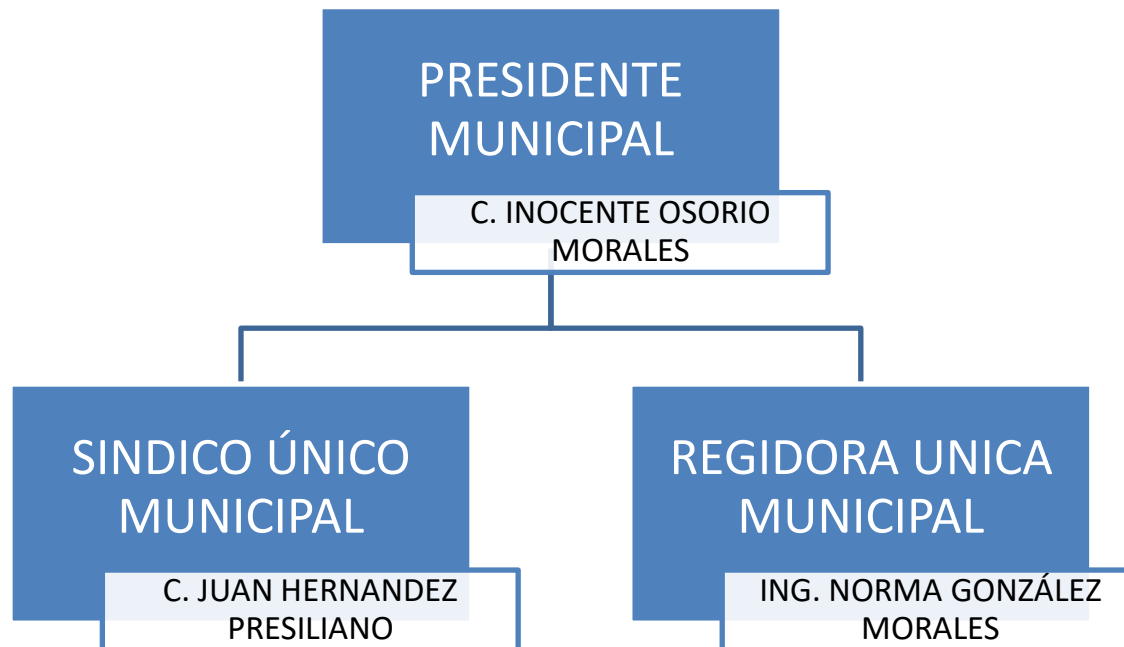 PRESIDENTE
MUNICIPAL
C. INOCENTE OSORIO
MORALES
SINDICO ÚNICO
MUNICIPAL
C. JUAN HERNANDEZ
PRESILIANO
REGIDORA UNICA
MUNICIPAL
ING. NORMA GONZÁLEZ
MORALES